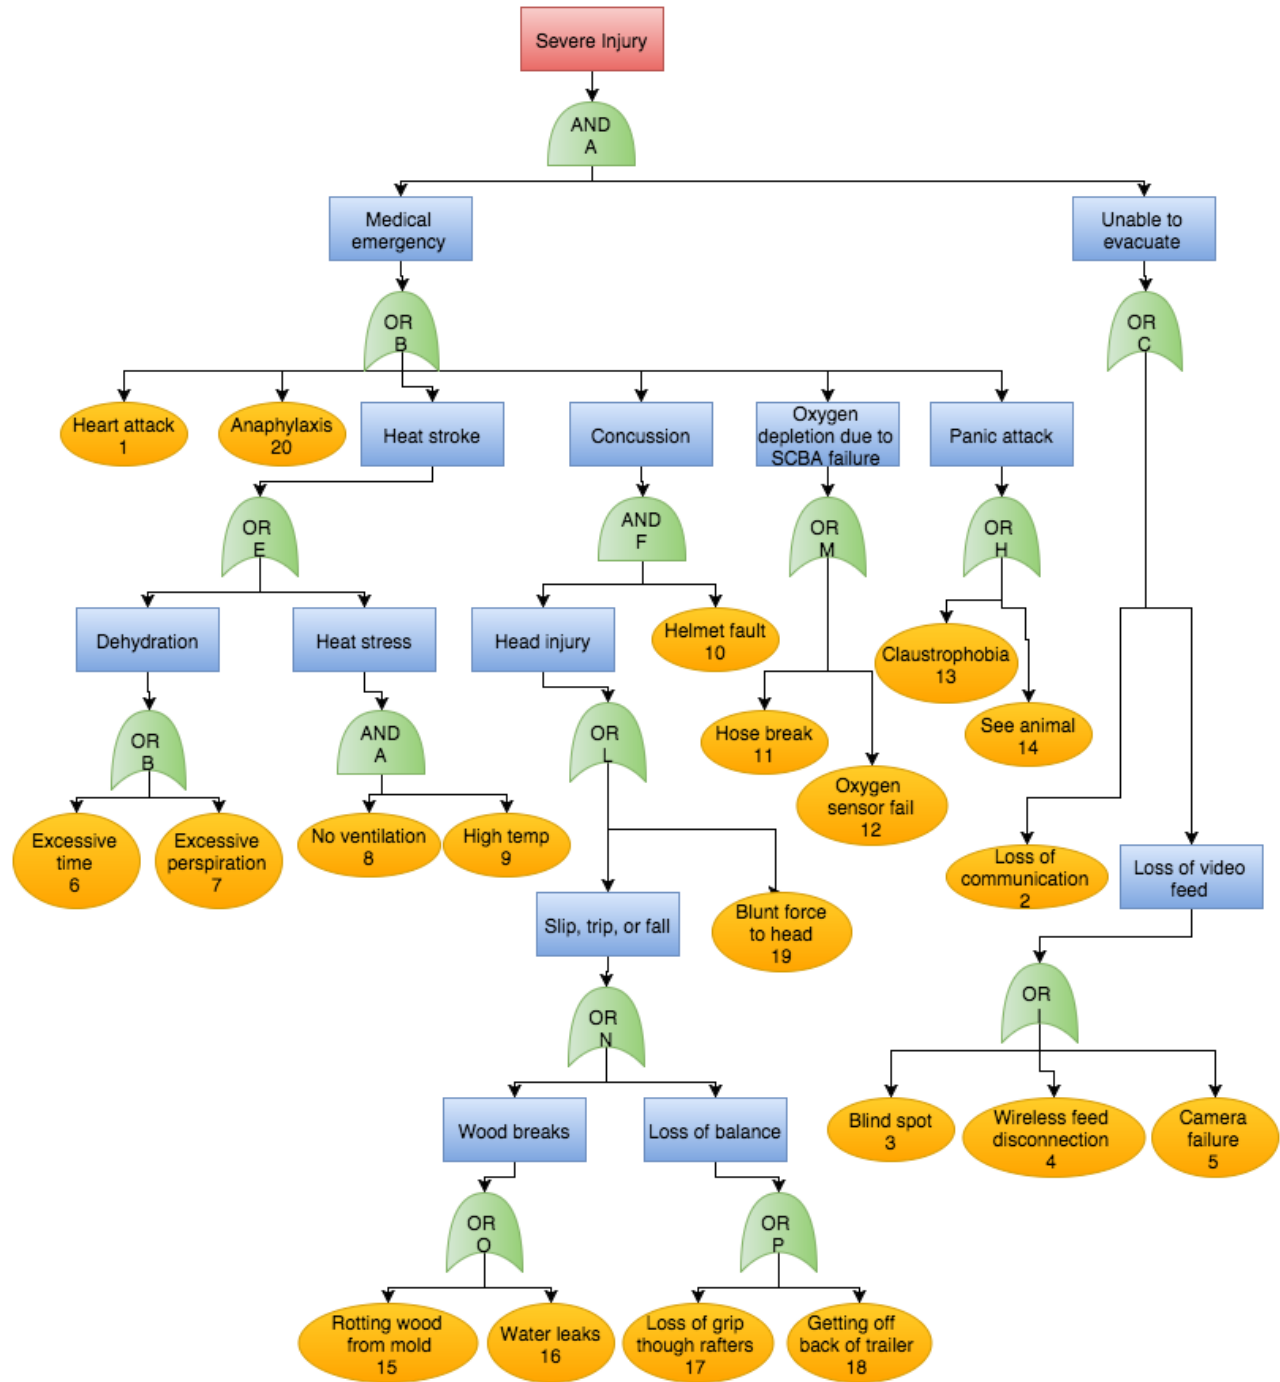 Severe Injury
AND
A
Medical
emergency
Unable to
evacuate
OR
B
OR
C
Heart attack
1
Anaphylaxis
20
Heat stroke
Concussion
Oxygen
depletion due to
SCBA failure
Panic attack
OR
E
AND
F
OR
M
OR
H
Dehydration
Heat stress
Head injury
Helmet fault
10
Claustrophobia
13
See animal
14
OR
B
AND
A
OR
L
Hose break
11
Oxygen
sensor fail
12
Excessive
time
6
Excessive
perspiration
7
No ventilation
8
High temp
9
Loss of
communication
2
Loss of video
feed
Slip, trip, or fall
Blunt force
to head
19
OR
N
OR
I
Wood breaks
Loss of balance
Blind spot
3
Wireless feed
disconnection
4
Camera
failure
5
OR
O
OR
P
Rotting wood
from mold
15
Water leaks
16
Loss of grip
though rafters
17
Getting off
back of trailer
18